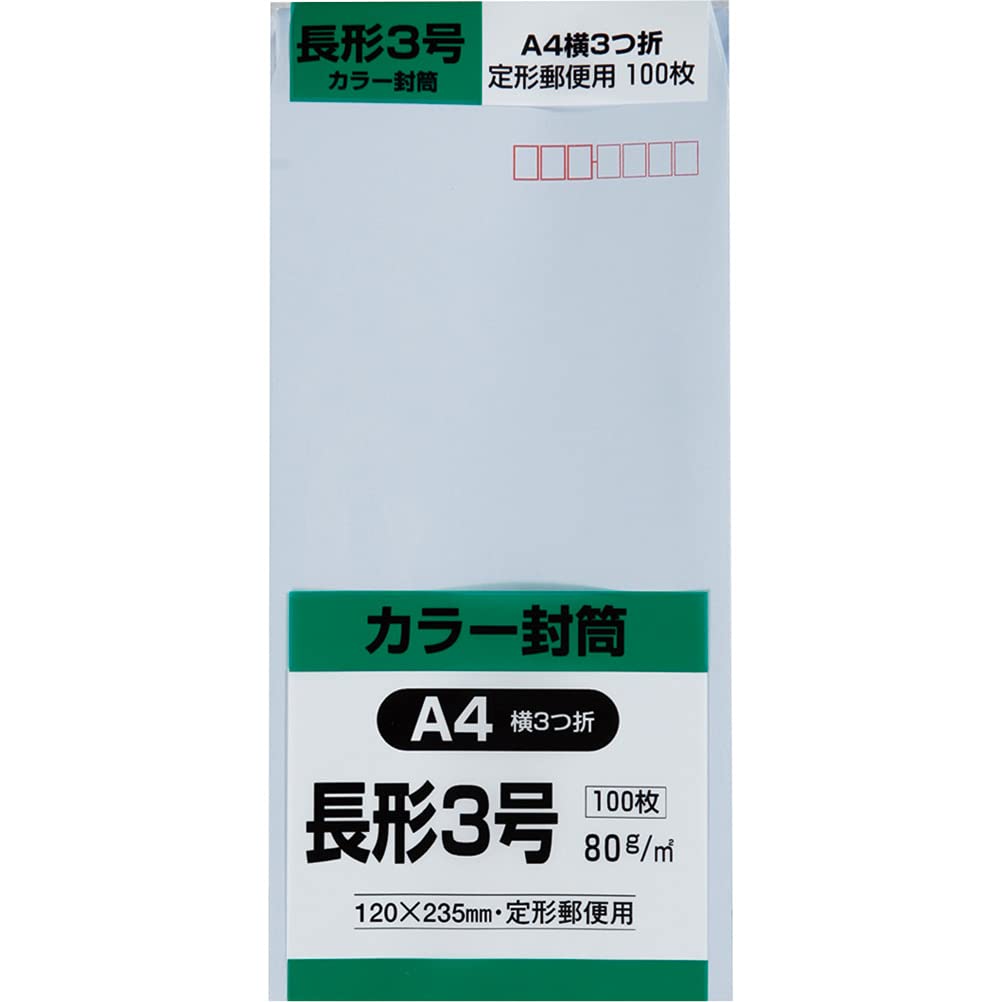 長形3号
カラー封筒
A4横3つ折
定形郵便用 100枚
カラー封筒
A4 横3つ折
長形3号
100枚
80g/㎡
120×235mm・定形郵便用